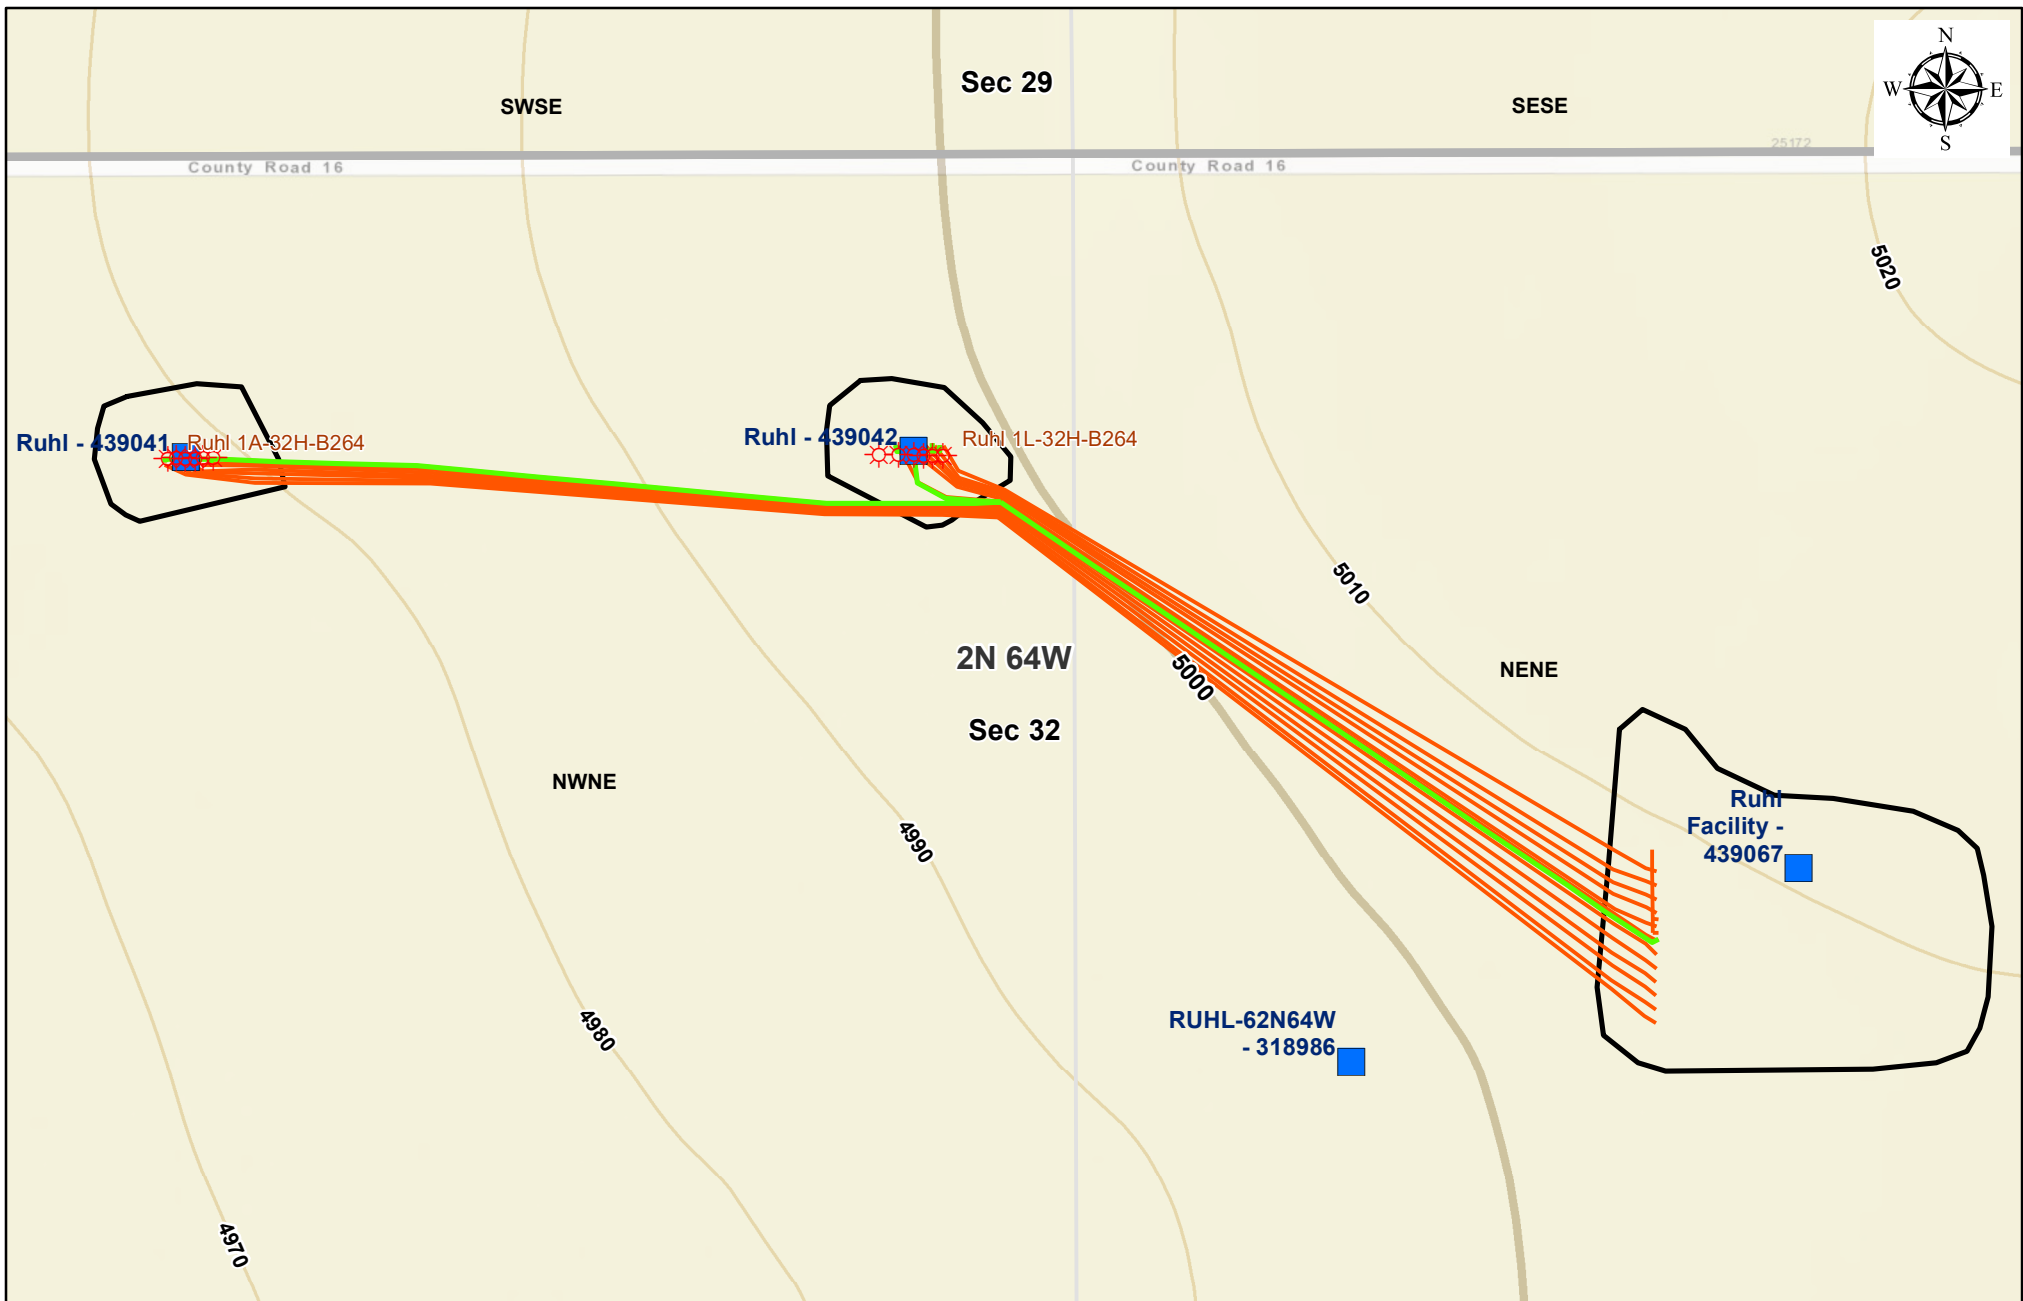 N
W E
S
Sec 29
SWSE
SESE
25172
County Road 16
County Road 16
5020
Ruhl - 439041
Ruhl 1A-32H-B264
Ruhl - 439042
Ruhl 1L-32H-B264
5010
2N 64W
5000
NENE
Sec 32
NWNE
Ruhl
Facility -
439067
4990
RUHL-62N64W
- 318986
4980
4970